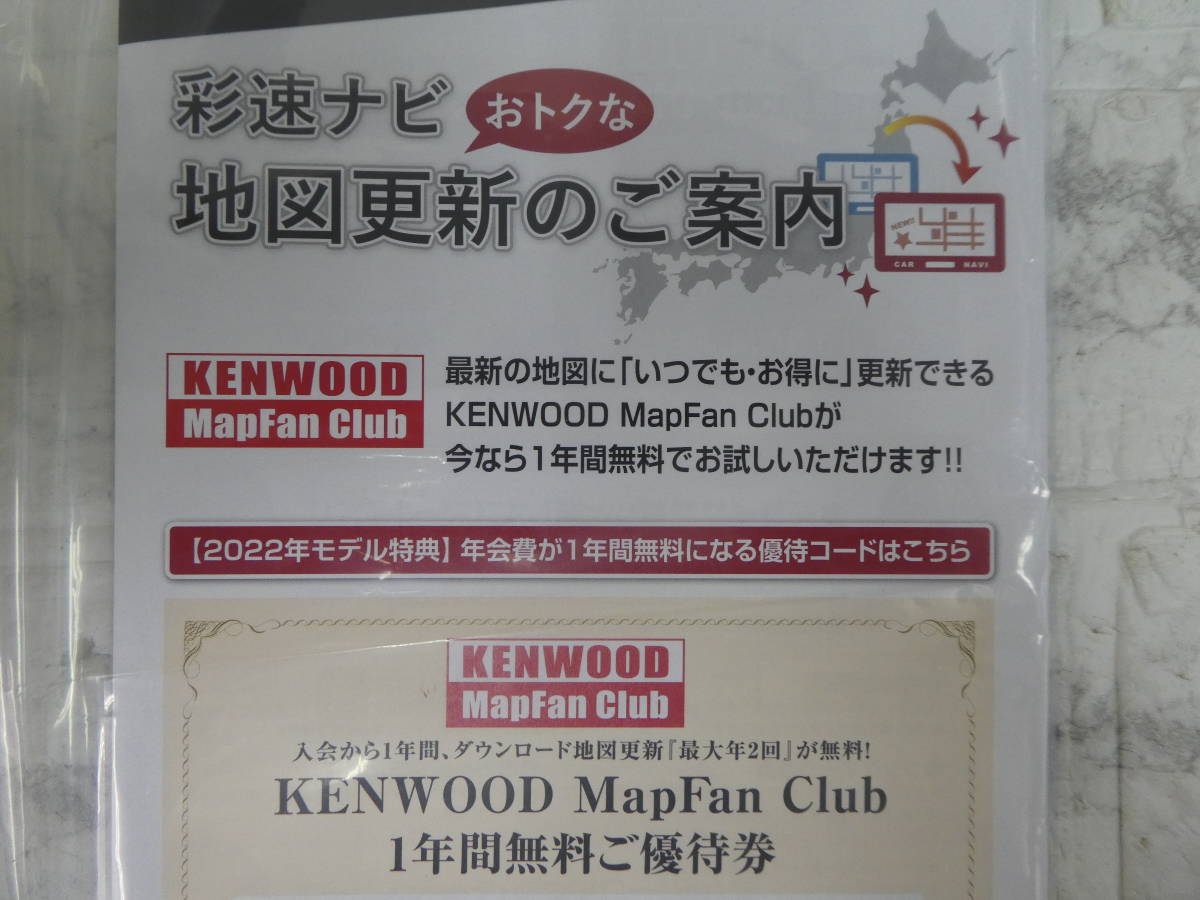 彩速ナビ
おトクな
地図更新のご案内
NEW!!
CAR NAVI
KENWOOD
MapFan Club
最新の地図に「いつでも・お得に」更新できる
KENWOOD MapFan Clubが
今なら1年間無料でお試しいただけます!!
【2022年モデル特典】年会費が1年間無料になる優待コードはこちら
KENWOOD
MapFan Club
入会から1年間、ダウンロード地図更新『最大年2回』が無料!
KENWOOD MapFan Club
1年間無料ご優待券